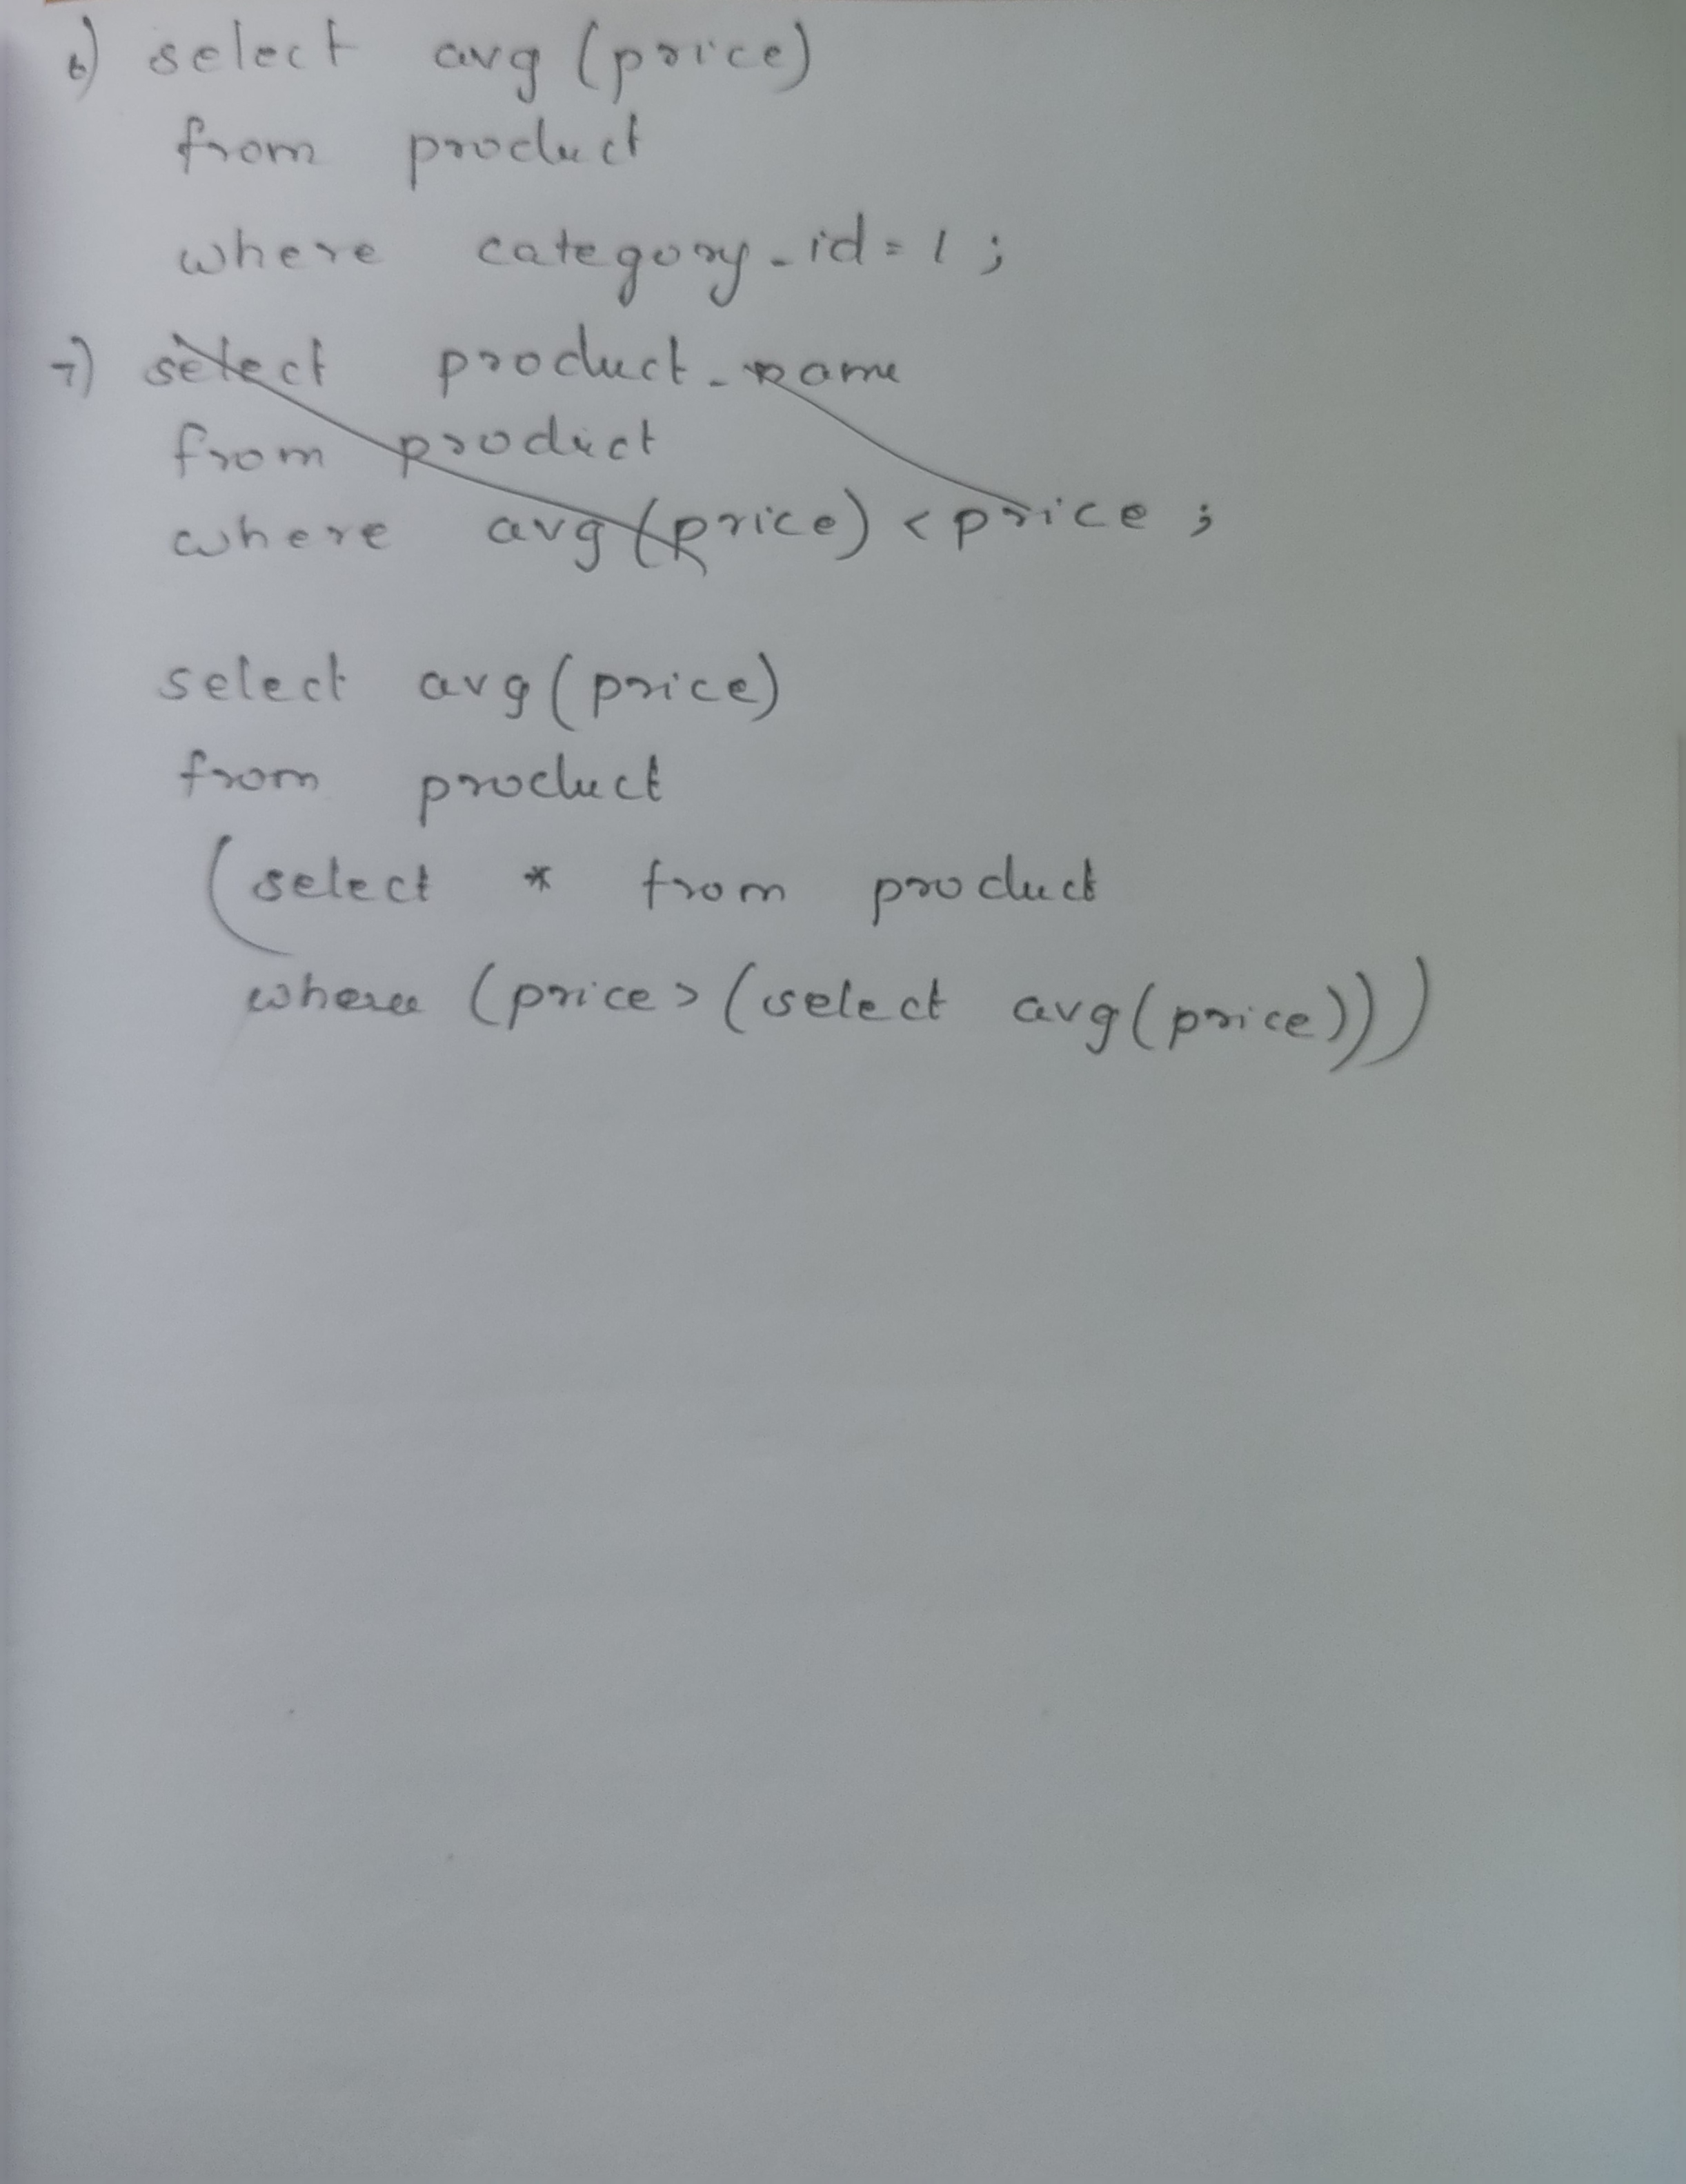 6) select avg (price)
from product
where category_id = 1 ;
7) select product_name
from product
where avg (price) < price ;
select avg (price)
from product
(select * from product
where (price > (select avg (price)))